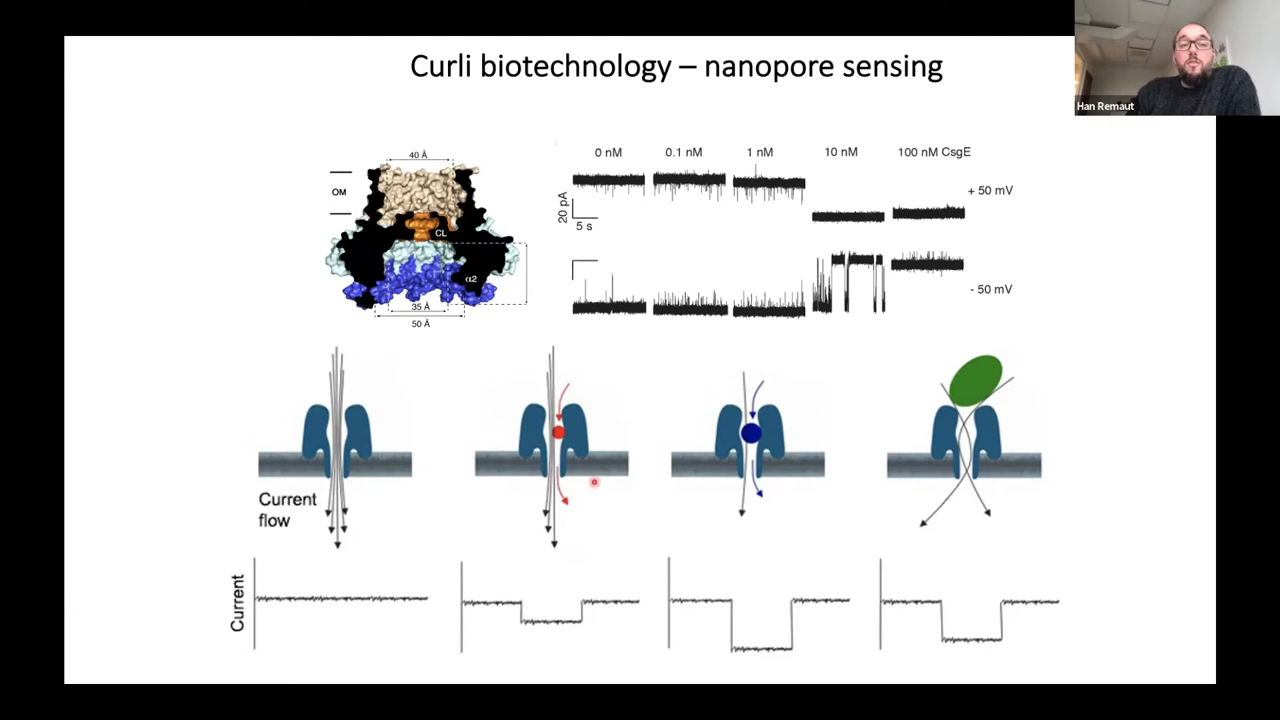 Curli biotechnology – nanopore sensing
Han Remaut
40 Å
OM
CL
α2
35 Å
50 Å
0 nM
0.1 nM
1 nM
10 nM
100 nM CsgE
+ 50 mV
20 pA
5 s
- 50 mV
Current
flow
Current